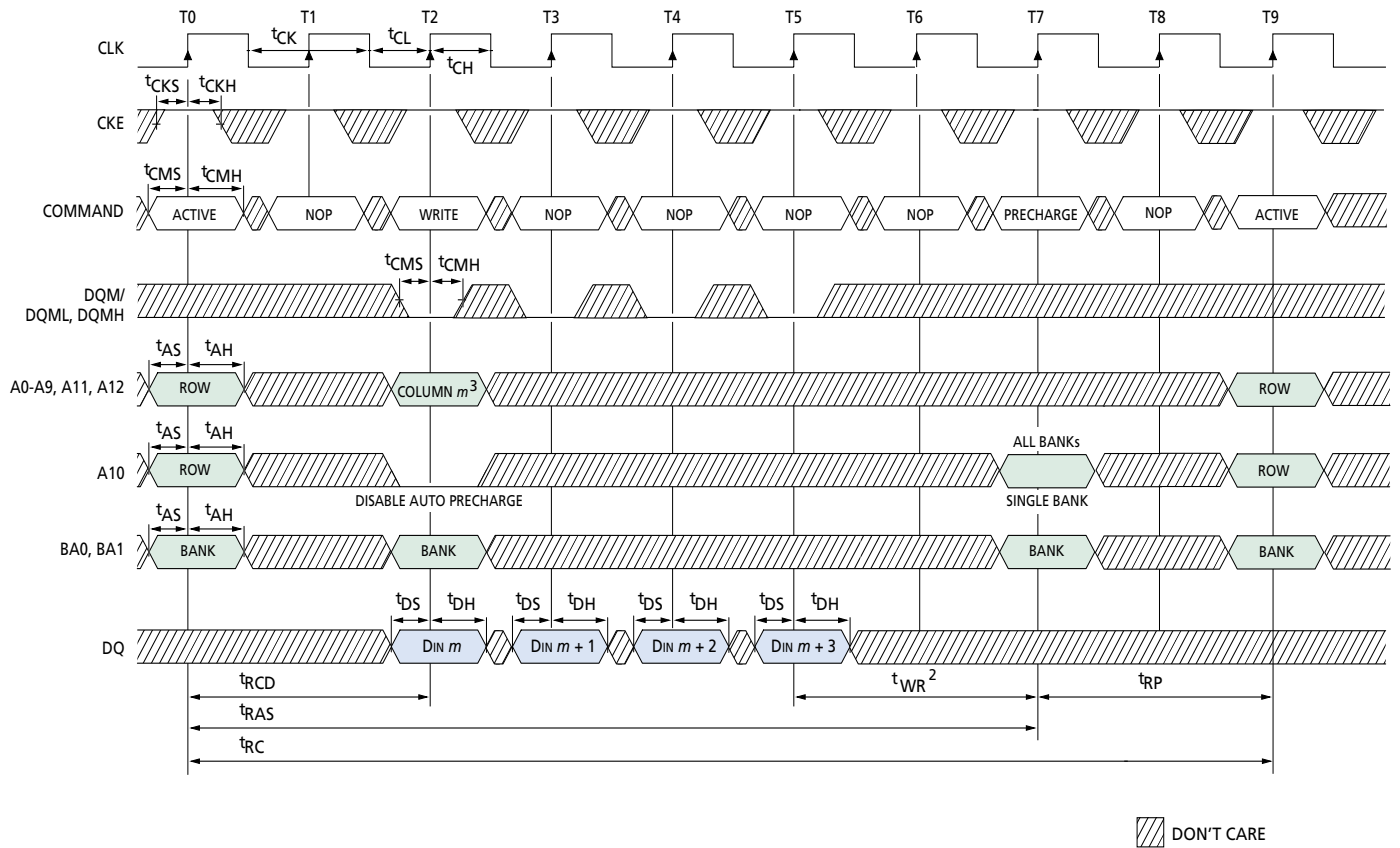 T0 T1 T2 T3 T4 T5 T6 T7 T8 T9
CLK tCK tCL
tCH
tCKS tCKH
CKE
tCMS tCMH
COMMAND ACTIVE NOP WRITE NOP NOP NOP NOP PRECHARGE NOP ACTIVE
tCMS tCMH
DQM/
DQML, DQMH
tAS tAH
A0-A9, A11, A12 ROW COLUMN m3 ROW
tAS tAH
ALL BANKs
A10 ROW ROW
DISABLE AUTO PRECHARGE SINGLE BANK
tAS tAH
BA0, BA1 BANK BANK BANK BANK
tDS tDH tDS tDH tDS tDH tDS tDH
DQ DIN m DIN m + 1 DIN m + 2 DIN m + 3
tRCD tWR2 tRP
tRAS
tRC
DON'T CARE